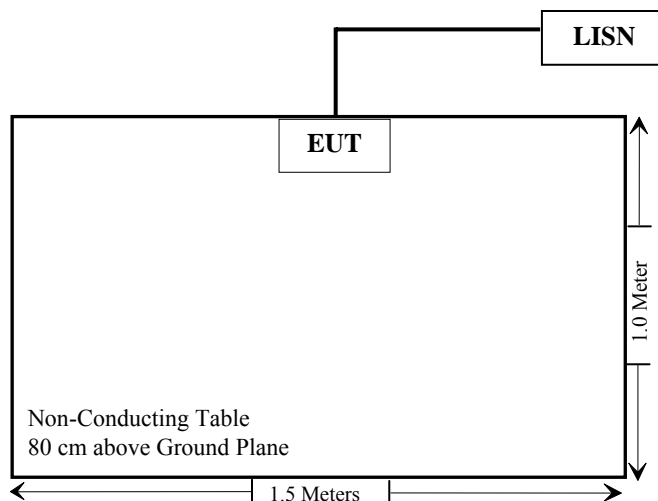 LISN
EUT
1.0 Meter
Non-Conducting Table
80 cm above Ground Plane
1.5 Meters